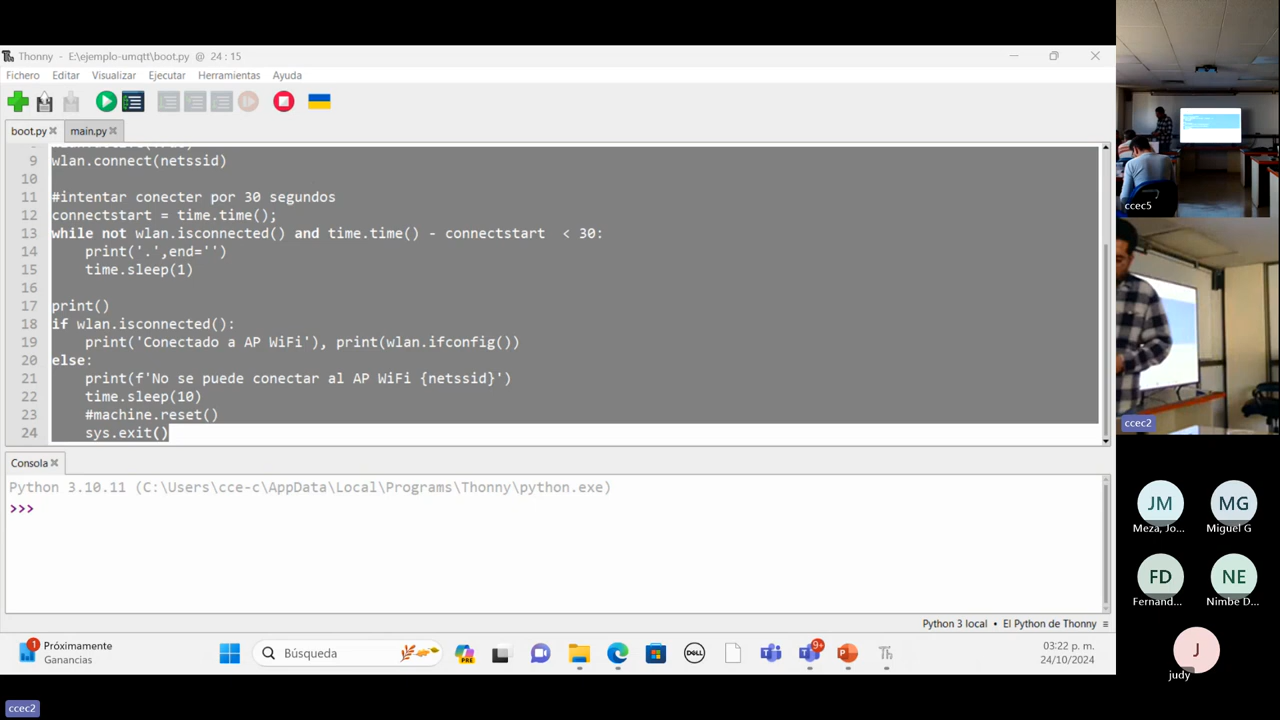 Thonny - E:\ejemplo-umqtt\boot.py @ 24 : 15
Fichero Editar Visualizar Ejecutar Herramientas Ayuda
boot.py main.py
9 wlan.connect(netssid)
10
11 #intentar conecter por 30 segundos
12 connectstart = time.time();
13 while not wlan.isconnected() and time.time() - connectstart < 30:
14 print('.',end='')
15 time.sleep(1)
16
17 print()
18 if wlan.isconnected():
19 print('Conectado a AP WiFi'), print(wlan.ifconfig())
20 else:
21 print(f'No se puede conectar al AP WiFi {netssid}')
22 time.sleep(10)
23 #machine.reset()
24 sys.exit()
Consola
Python 3.10.11 (C:\Users\cce-c\AppData\Local\Programs\Thonny\python.exe)
>>>
Python 3 local • El Python de Thonny ≡
1 Próximamente
Ganancias
Búsqueda
PRE
DELL
9+
Th
03:22 p. m.
24/10/2024
ccec5
ccec2
JM MG
Meza, Jo... Miguel G
FD NE
Fernand... Nimbe D...
J
judy
ccec2